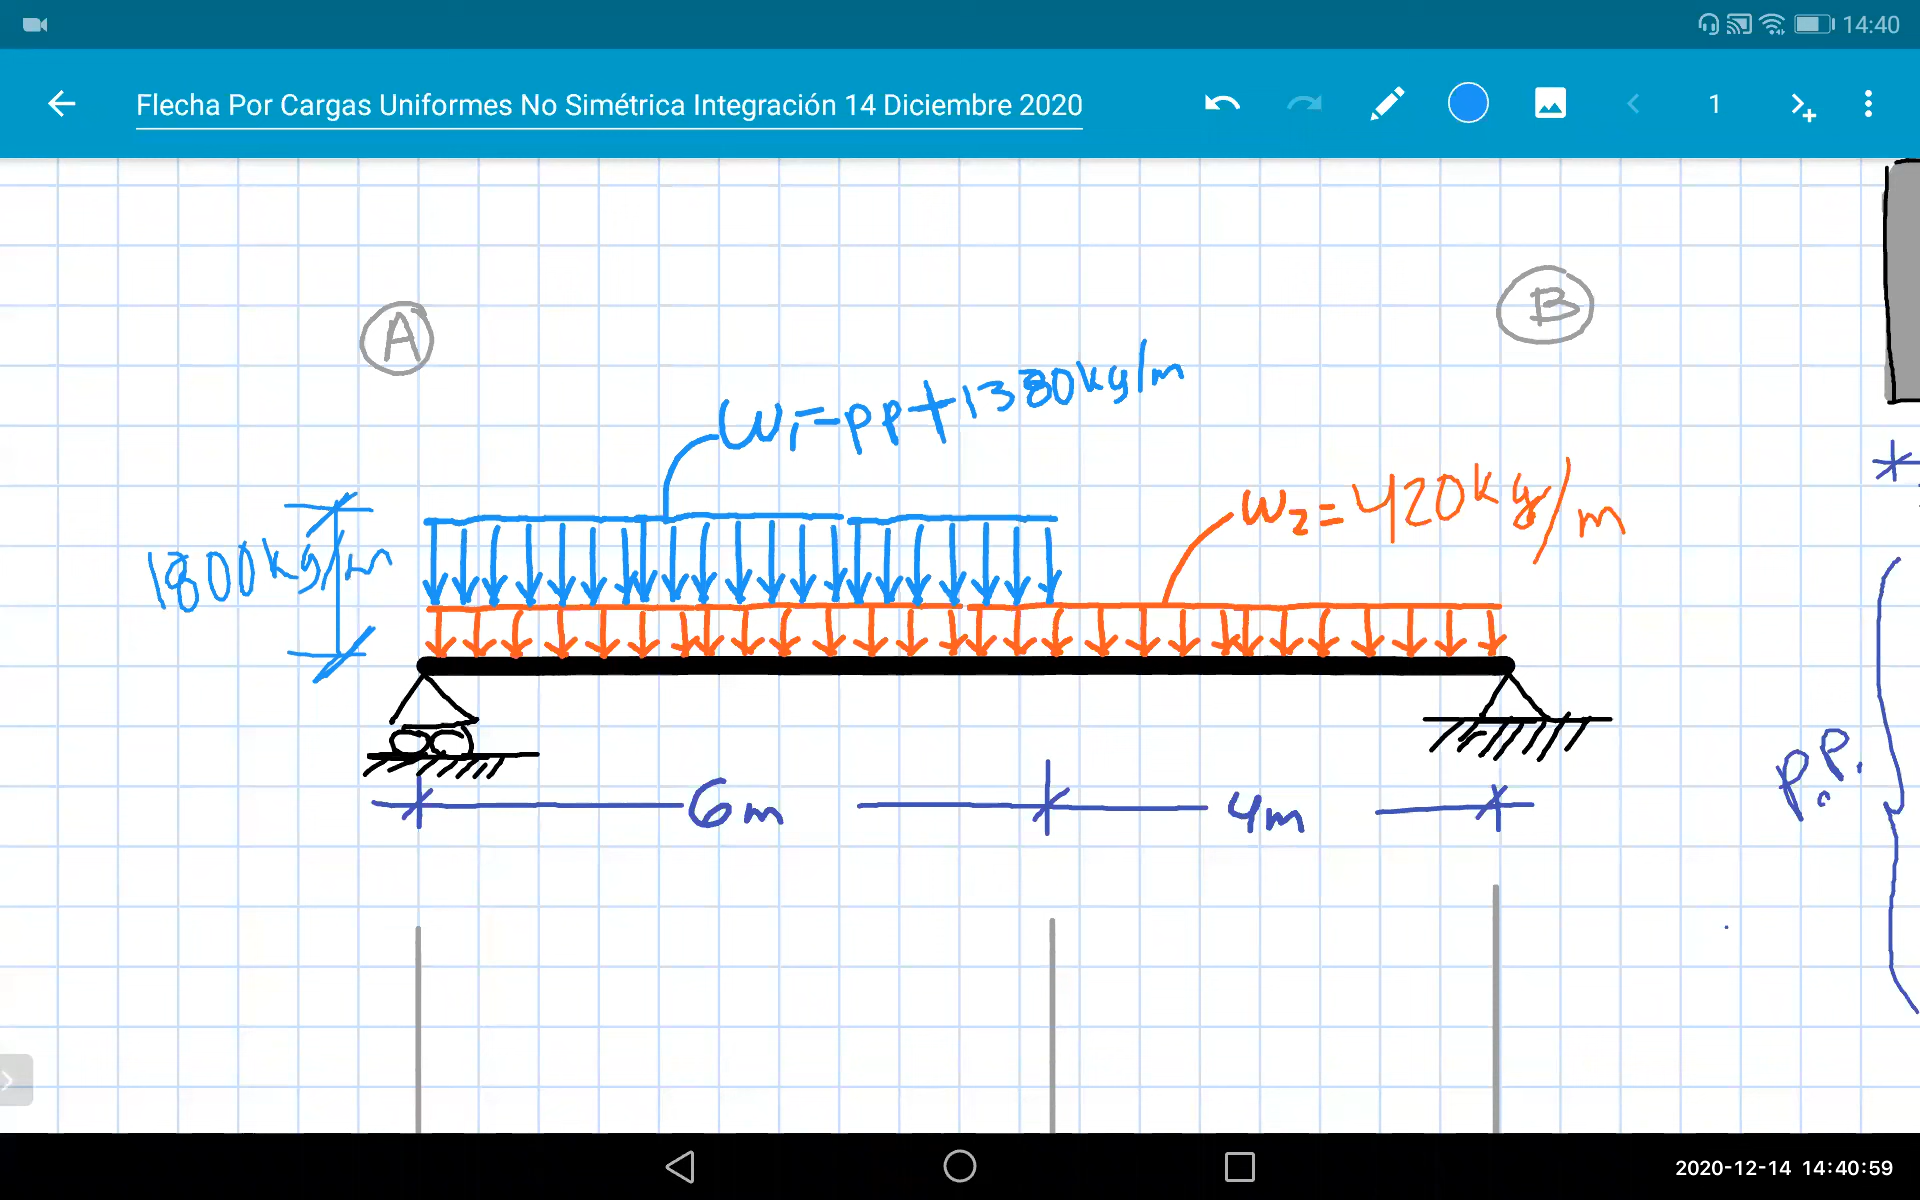 14:40
Flecha Por Cargas Uniformes No Simétrica Integración 14 Diciembre 2020
1
A
B
W1=pp+1380kg/m
W2=420kg/m
1800kg/m
6m
4m
P.P.
2020-12-14 14:40:59